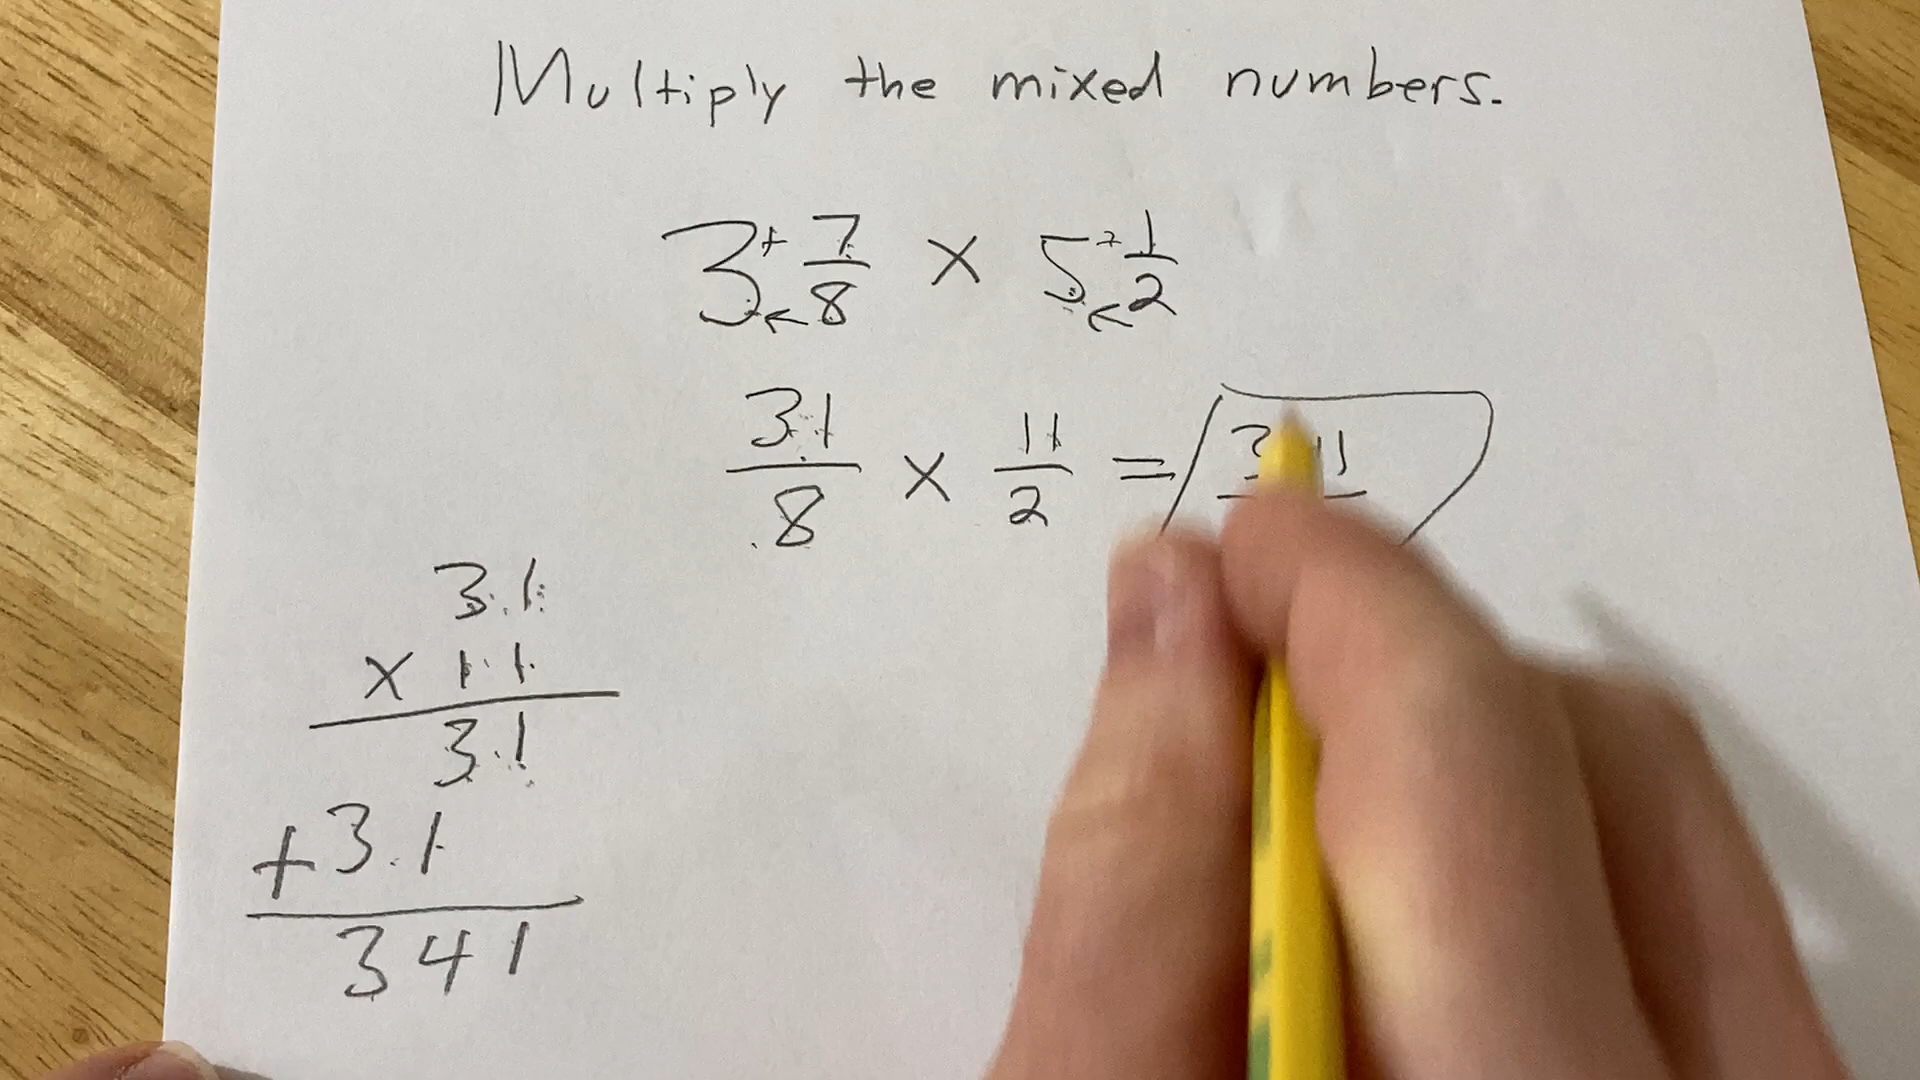 Multiply the mixed numbers.
3 + 7/8 × 5 + 1/2
31/8 × 11/2 =
31
× 11
31
+ 31
341